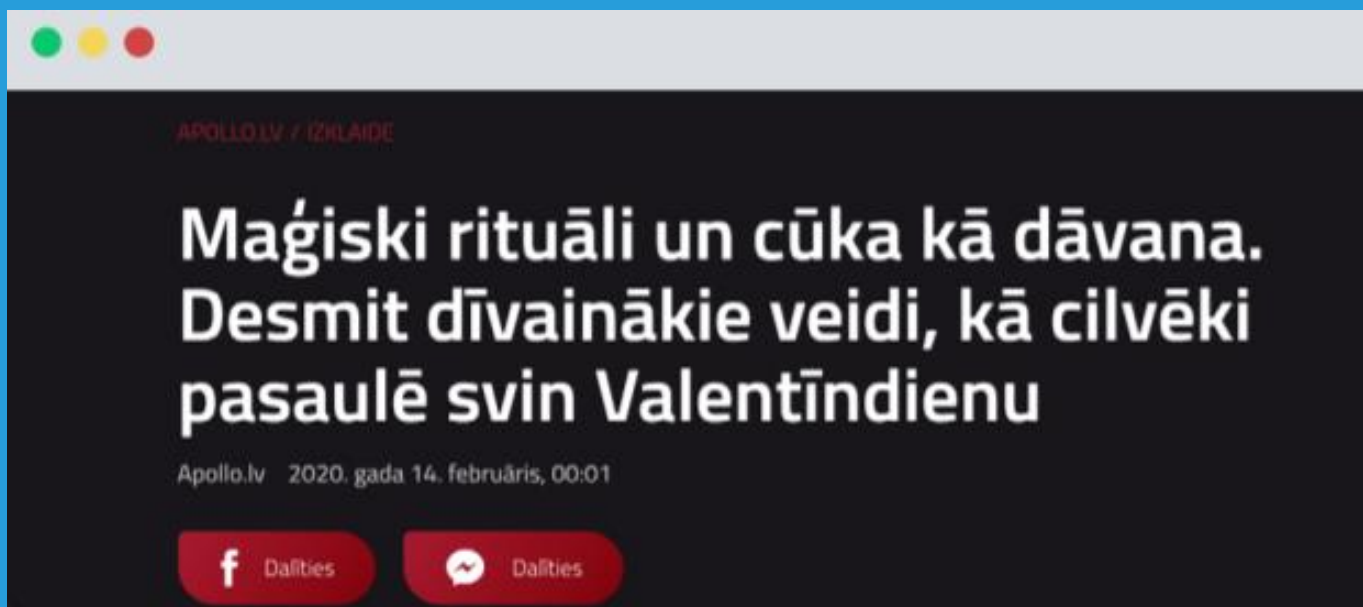 APOLLO.LV / IZKLAIDE
Maģiski rituāli un cūka kā dāvana.
Desmit dīvainākie veidi, kā cilvēki
pasaulē svin Valentīndienu
Apollo.lv 2020. gada 14. februāris, 00:01
Dalīties Dalīties